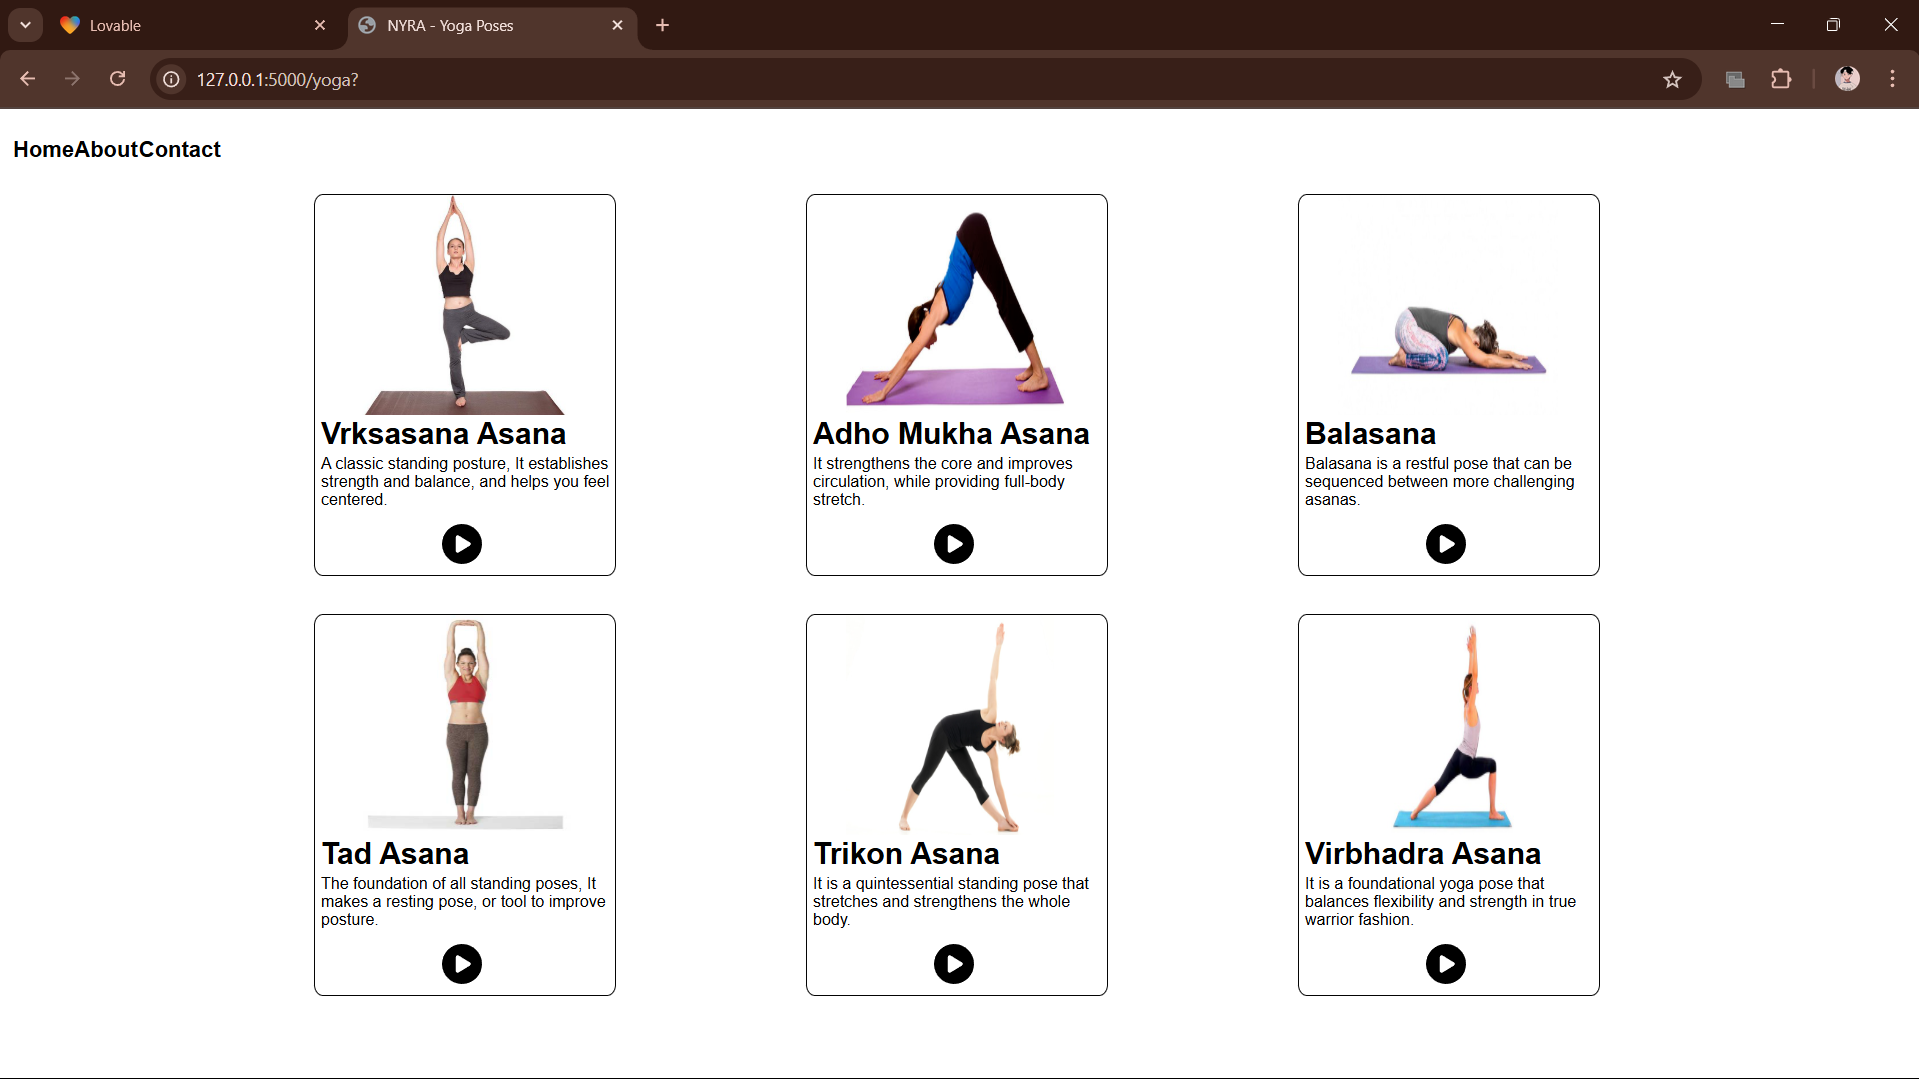 Lovable
NYRA - Yoga Poses
127.0.0.1:5000/yoga?
HomeAboutContact
Vrksasana Asana
A classic standing posture, It establishes
strength and balance, and helps you feel
centered.
Adho Mukha Asana
It strengthens the core and improves
circulation, while providing full-body
stretch.
Balasana
Balasana is a restful pose that can be
sequenced between more challenging
asanas.
Tad Asana
The foundation of all standing poses, It
makes a resting pose, or tool to improve
posture.
Trikon Asana
It is a quintessential standing pose that
stretches and strengthens the whole
body.
Virbhadra Asana
It is a foundational yoga pose that
balances flexibility and strength in true
warrior fashion.